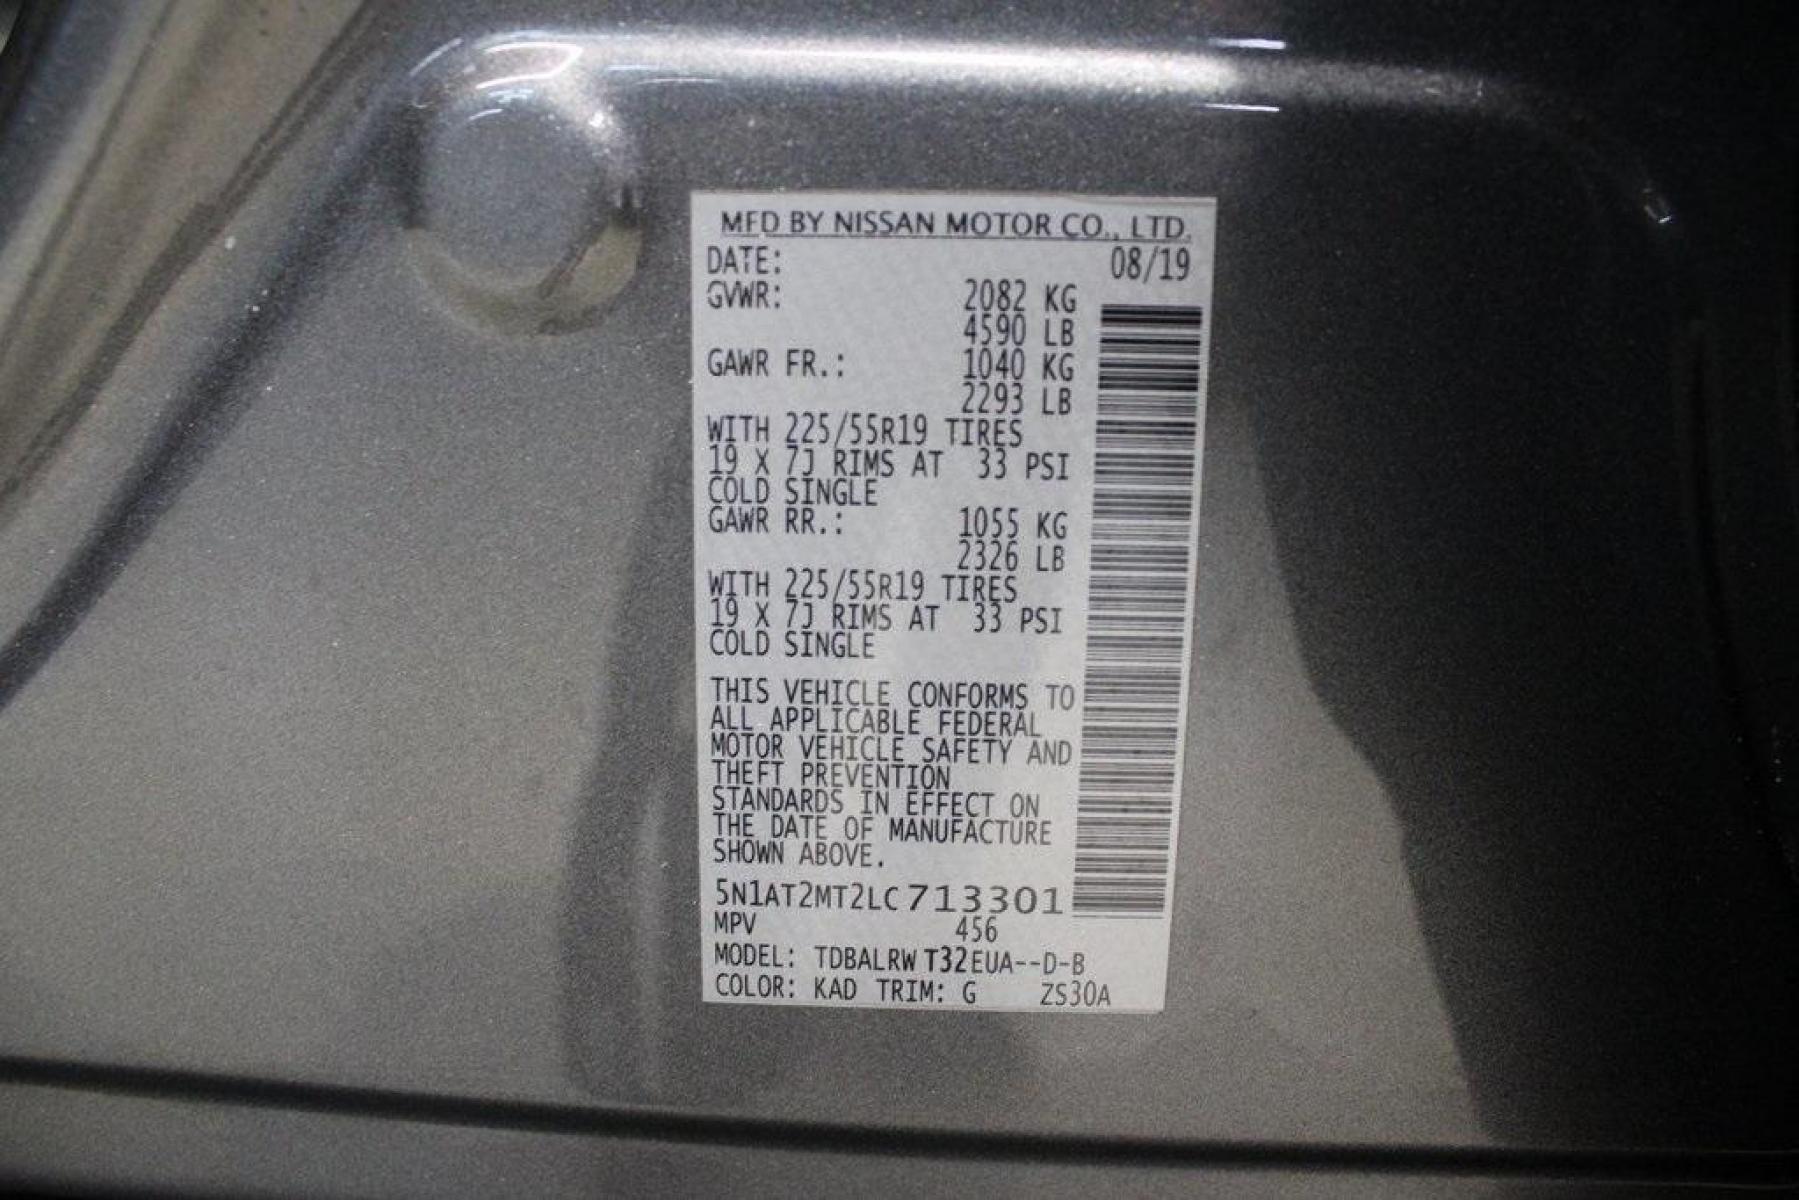 MFD BY NISSAN MOTOR CO., LTD.
DATE: 08/19
GVWR: 2082 KG
4590 LB
GAWR FR.: 1040 KG
2293 LB
WITH 225/55R19 TIRES
19 X 7J RIMS AT 33 PSI
COLD SINGLE
GAWR RR.: 1055 KG
2326 LB
WITH 225/55R19 TIRES
19 X 7J RIMS AT 33 PSI
COLD SINGLE
THIS VEHICLE CONFORMS TO
ALL APPLICABLE FEDERAL
MOTOR VEHICLE SAFETY AND
THEFT PREVENTION
STANDARDS IN EFFECT ON
THE DATE OF MANUFACTURE
SHOWN ABOVE.
5N1AT2MT2LC713301
MPV 456
MODEL: TDBALRW T32EUA--D-B
COLOR: KAD TRIM: G ZS30A